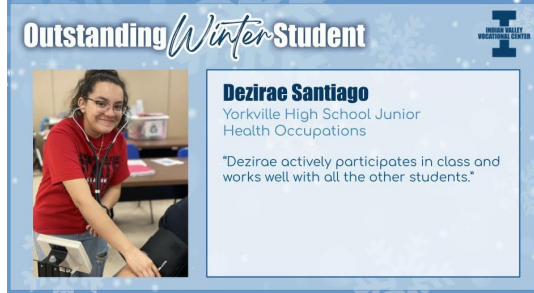 Outstanding Winter Student
INDIAN VALLEY
VOCATIONAL CENTER
Dezirae Santiago
Yorkville High School Junior
Health Occupations
“Dezirae actively participates in class and
works well with all the other students.”